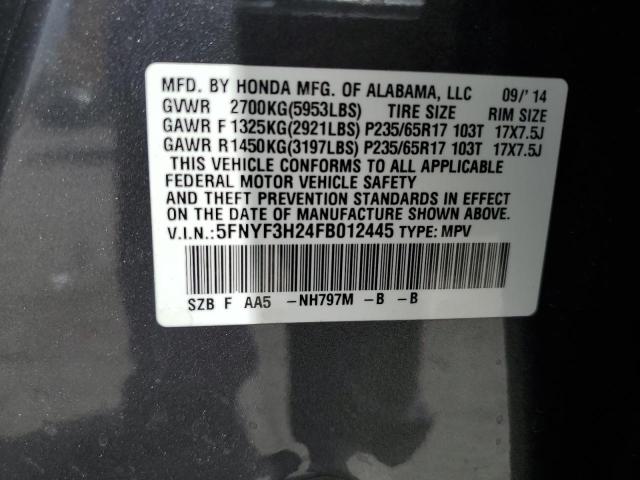 MFD. BY HONDA MFG. OF ALABAMA, LLC 09/'14
GVWR 2700KG(5953LBS) TIRE SIZE RIM SIZE
GAWR F 1325KG(2921LBS) P235/65R17 103T 17X7.5J
GAWR R1450KG(3197LBS) P235/65R17 103T 17X7.5J
THIS VEHICLE CONFORMS TO ALL APPLICABLE
FEDERAL MOTOR VEHICLE SAFETY
AND THEFT PREVENTION STANDARDS IN EFFECT
ON THE DATE OF MANUFACTURE SHOWN ABOVE.
V.I.N.: 5FNYF3H24FB012445 TYPE: MPV
SZB F AA5 -NH797M -B -B